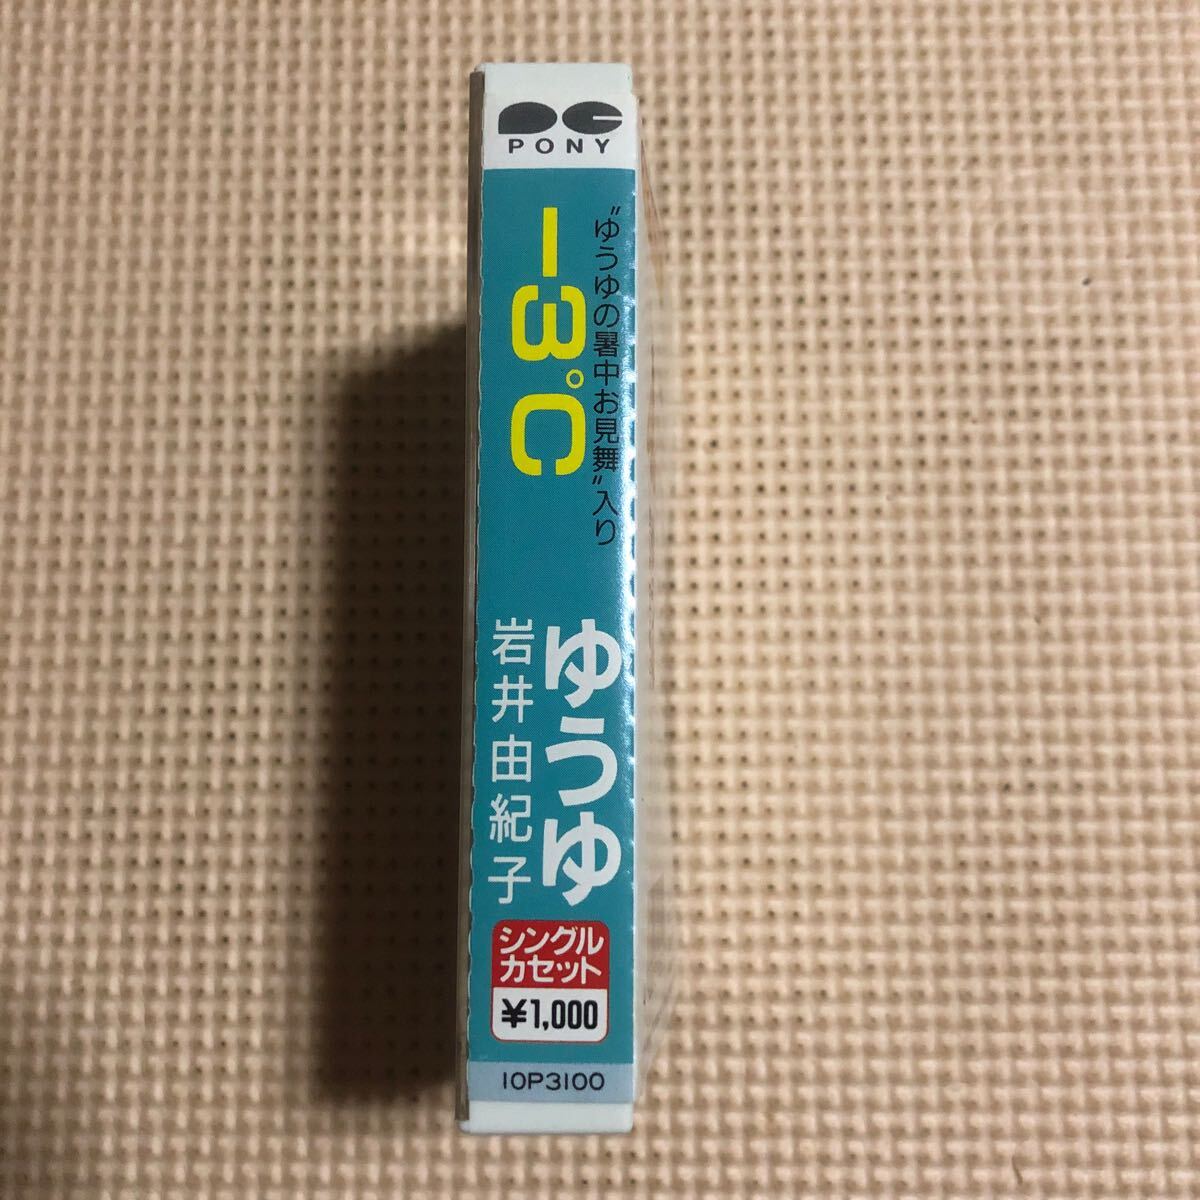 PC
PONY
−3℃
〝ゆうゆの暑中お見舞〟入り
ゆうゆ
岩井由紀子
シングル
カセット
¥1,000
10P3100